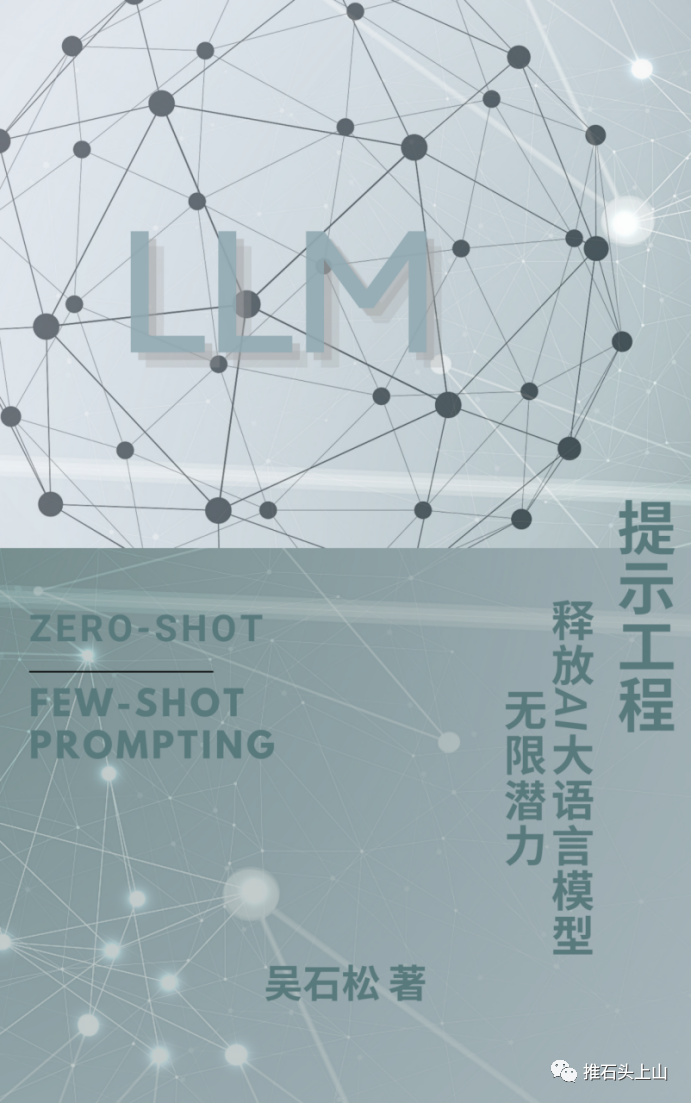 LLM
提示工程
释放AI大语言模型
无限潜力
ZERO-SHOT
FEW-SHOT
PROMPTING
吴石松 著
推石头上山